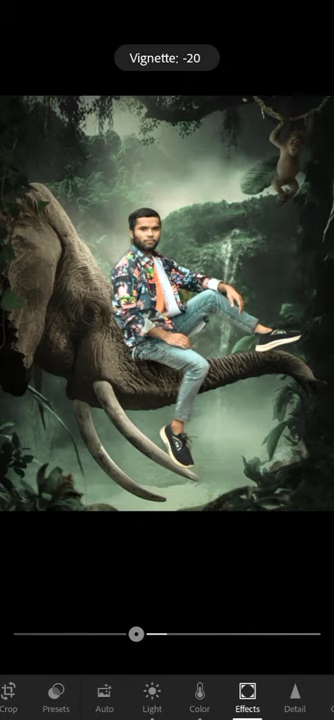 Vignette: -20
Crop
Presets
Auto
Light
Color
Effects
Detail